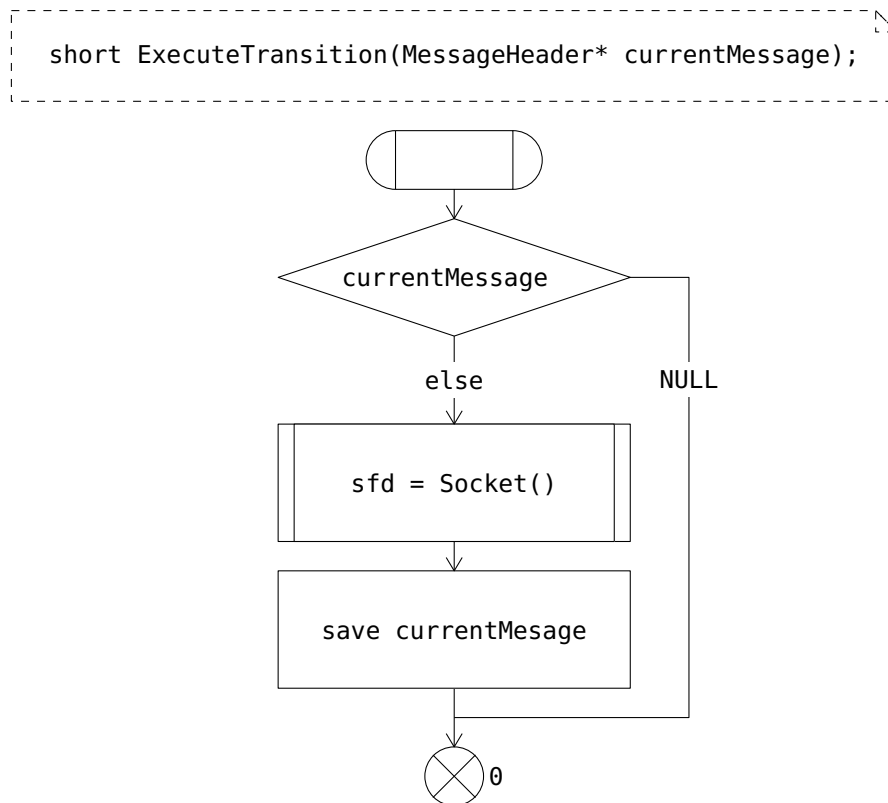 short ExecuteTransition(MessageHeader* currentMessage);
currentMessage
else
NULL
sfd = Socket()
save currentMesage
0